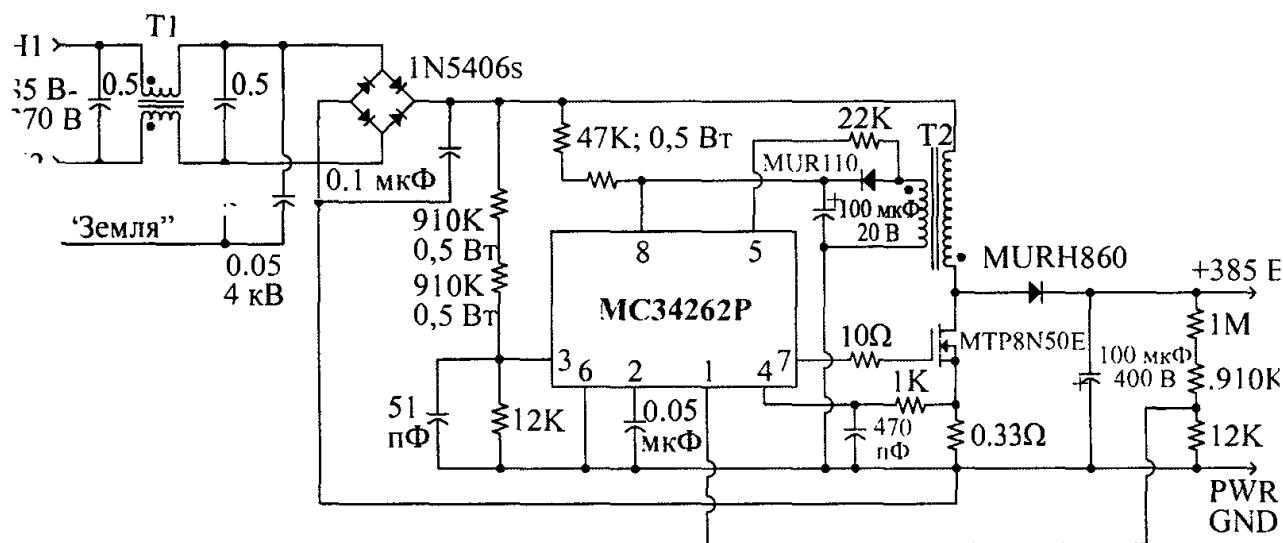 T1
1N5406s
0.5
0.5
0.1 мкФ
"Земля"
0.05
4 кВ
47K; 0,5 Вт
22K
T2
MUR110
100 мкФ
20 В
910K
0,5 Вт
910K
0,5 Вт
8
5
MC34262P
3
6
2
1
4
7
10Ω
MTP8N50E
MURH860
1M
100 мкФ
400 В
.910K
12K
1K
0.33Ω
470
пФ
0.05
мкФ
12K
51
пФ
+385
PWR
GND